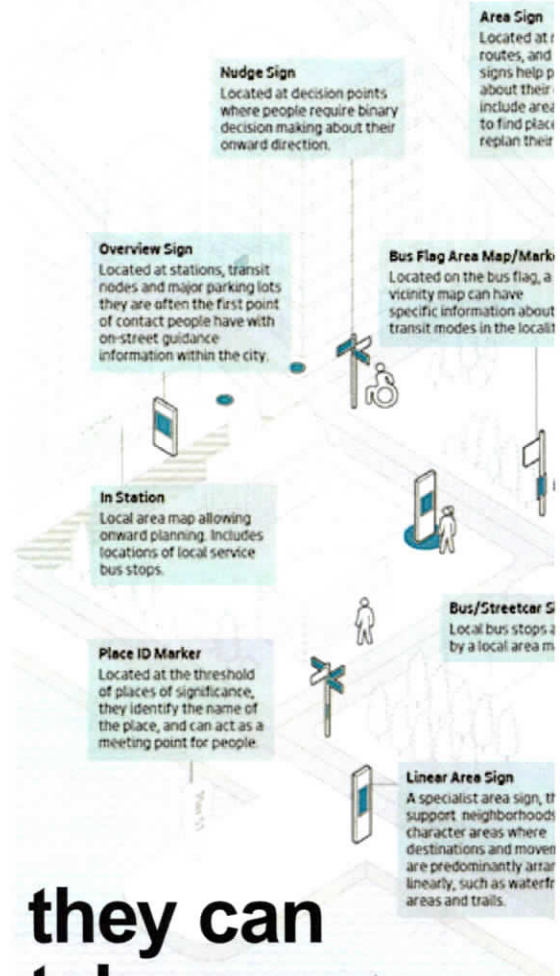 Area Sign
Located at
routes, and
signs help p
about their
include area
to find place
replan their
Nudge Sign
Located at decision points
where people require binary
decision making about their
onward direction.
Overview Sign
Located at stations, transit
nodes and major parking lots
they are often the first point
of contact people have with
on-street guidance
information within the city.
Bus Flag Area Map/Mark
Located on the bus flag, a
vicinity map can have
specific information about
transit modes in the localit
In Station
Local area map allowing
onward planning. Includes
locations of local service
bus stops.
Bus/Streetcar S
Local bus stops a
by a local area m
Place ID Marker
Located at the threshold
of places of significance,
they identify the name of
the place, and can act as a
meeting point for people.
Linear Area Sign
A specialist area sign, th
support neighborhoods
character areas where
destinations and movem
are predominantly arran
linearly, such as waterfr
areas and trails.
they can